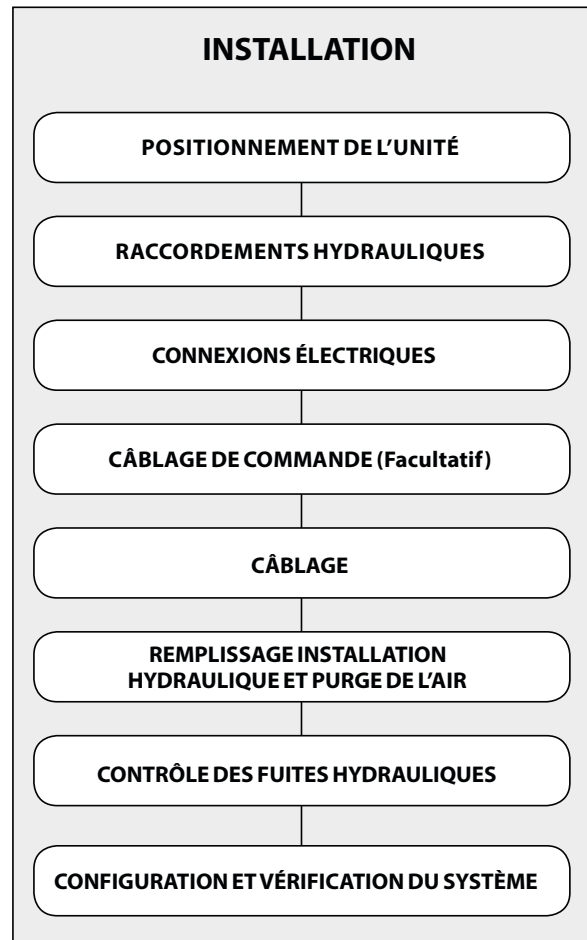 INSTALLATION
POSITIONNEMENT DE L’UNITÉ
RACCORDEMENTS HYDRAULIQUES
CONNEXIONS ÉLECTRIQUES
CÂBLAGE DE COMMANDE (Facultatif)
CÂBLAGE
REMPLISSAGE INSTALLATION
HYDRAULIQUE ET PURGE DE L’AIR
CONTRÔLE DES FUITES HYDRAULIQUES
CONFIGURATION ET VÉRIFICATION DU SYSTÈME